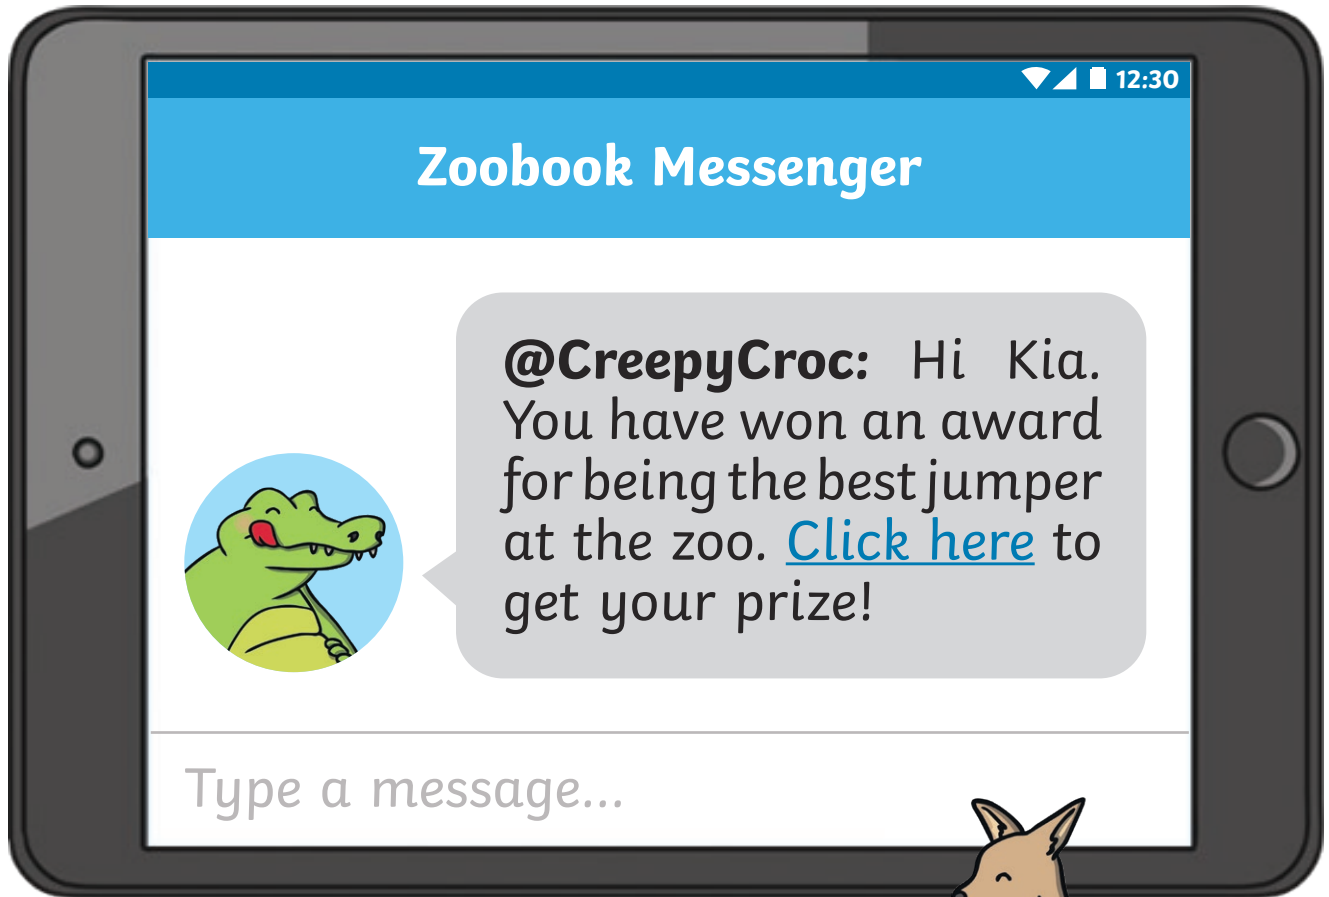 12:30
Zoobook Messenger
@CreepyCroc: Hi Kia.
You have won an award
for being the best jumper
at the zoo. Click here to
get your prize!
Type a message...